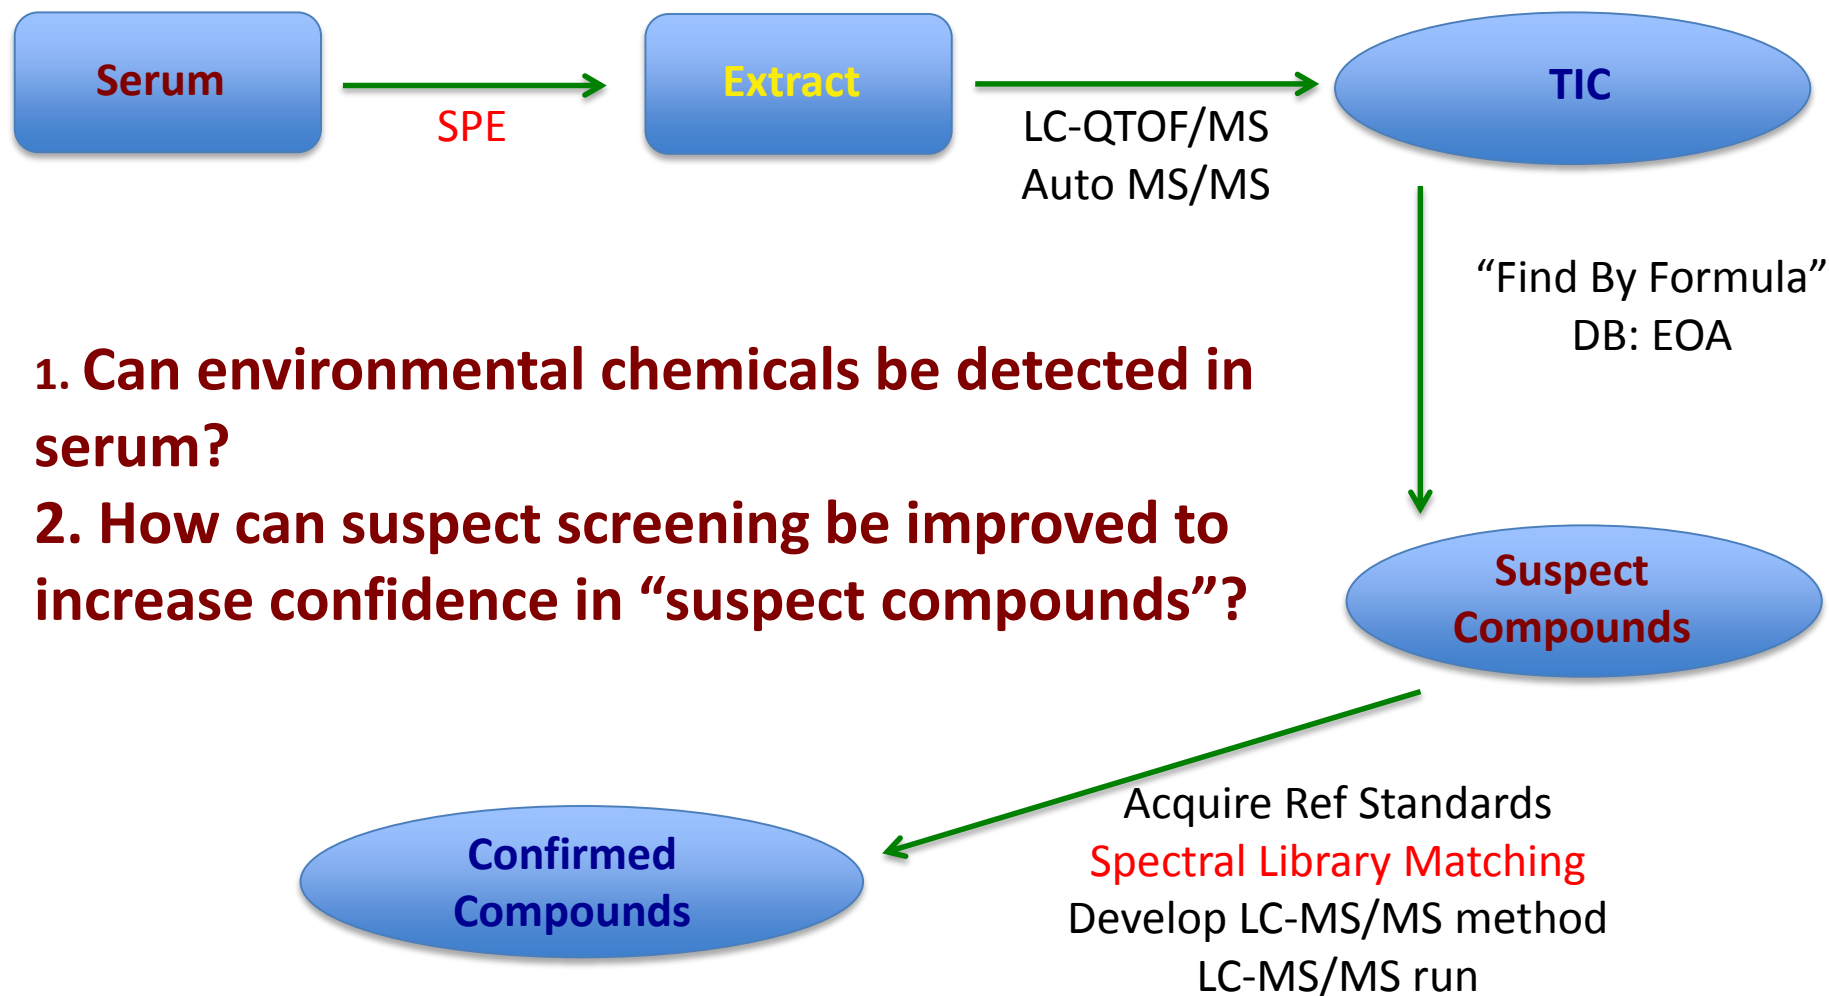 Serum
SPE
Extract
LC-QTOF/MS
Auto MS/MS
TIC
“Find By Formula”
DB: EOA
1. Can environmental chemicals be detected in
serum?
2. How can suspect screening be improved to
increase confidence in “suspect compounds”?
Suspect
Compounds
Acquire Ref Standards
Spectral Library Matching
Develop LC-MS/MS method
LC-MS/MS run
Confirmed
Compounds